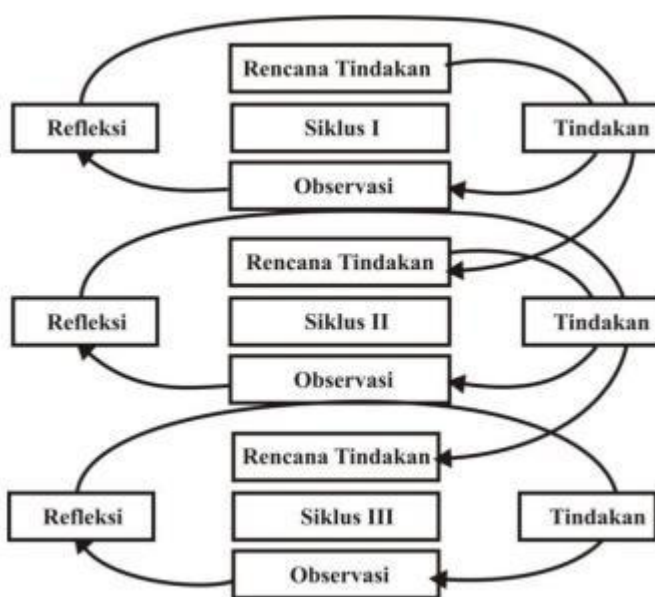 Rencana Tindakan
Refleksi
Siklus I
Tindakan
Observasi
Rencana Tindakan
Refleksi
Siklus II
Tindakan
Observasi
Rencana Tindakan
Refleksi
Siklus III
Tindakan
Observasi